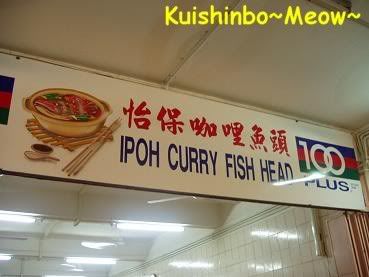 Kuishinbo~Meow~
怡保咖哩魚頭
IPOH CURRY FISH HEAD
100
PLUS